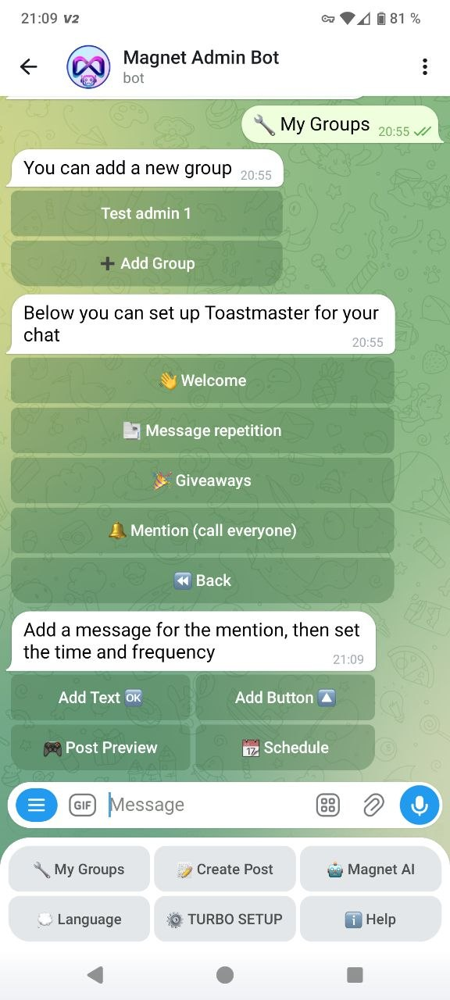 21:09 V2 81 %
Magnet Admin Bot
bot
🔧 My Groups 20:55
You can add a new group 20:55
Test admin 1
➕ Add Group
Below you can set up Toastmaster for your
chat 20:55
👋 Welcome
📑 Message repetition
🎉 Giveaways
🔔 Mention (call everyone)
⏪ Back
Add a message for the mention, then set
the time and frequency 21:09
Add Text 🆗 Add Button 🔼
🎮 Post Preview 📆 Schedule
GIF Message
🔧 My Groups 📝 Create Post 🤖 Magnet AI
💭 Language ⚙️ TURBO SETUP ℹ️ Help